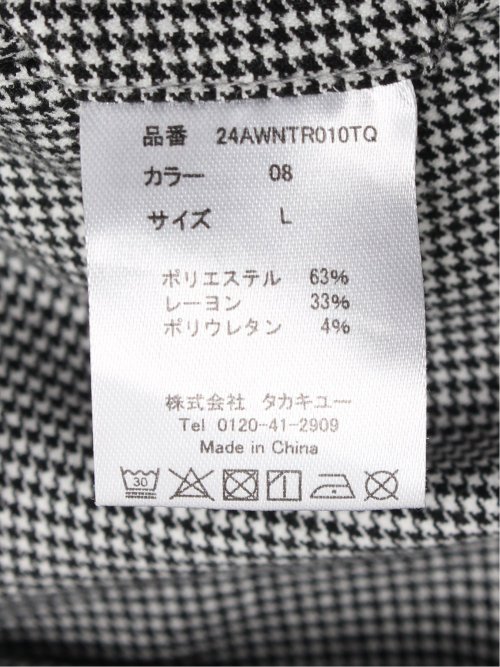 品番 24AWNTR010TQ
カラー 08
サイズ L
ポリエステル 63%
レーヨン 33%
ポリウレタン 4%
株式会社 タカキュー
Tel 0120-41-2909
Made in China
30